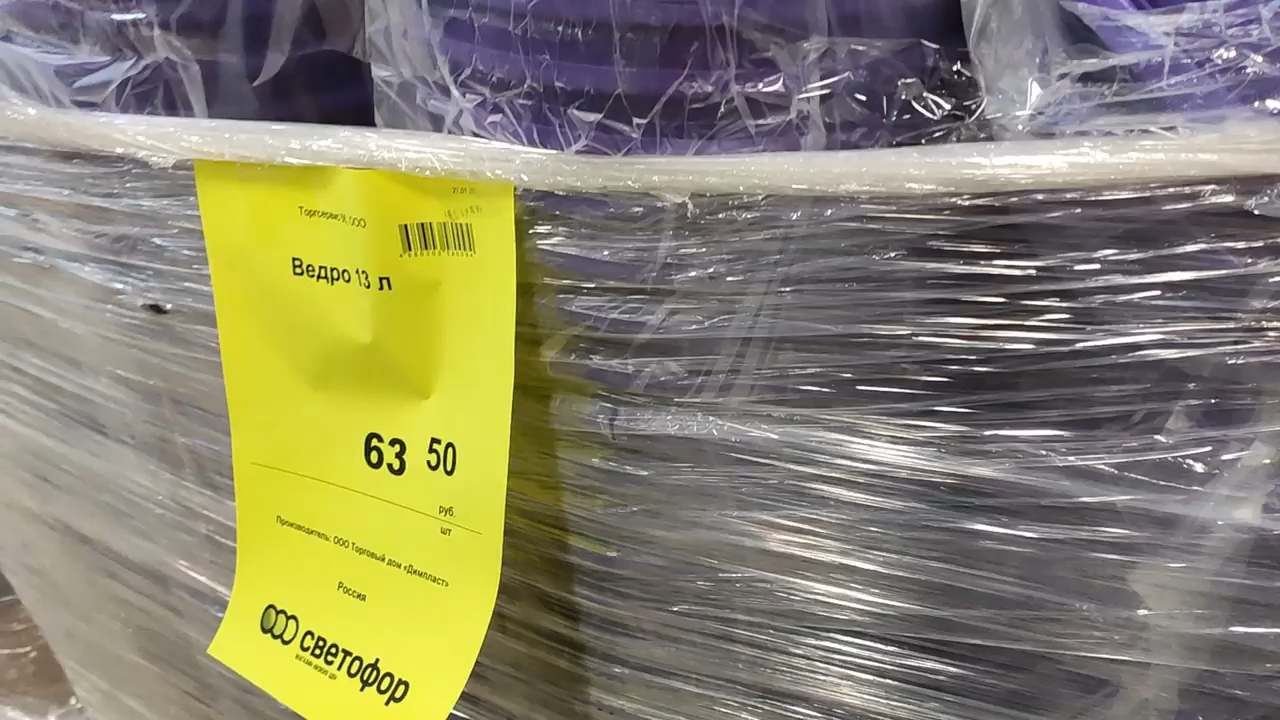 Ведро 13 л
63 50
руб.
шт
Производитель: ООО Торговый дом «Димпласт»
Россия
светофор